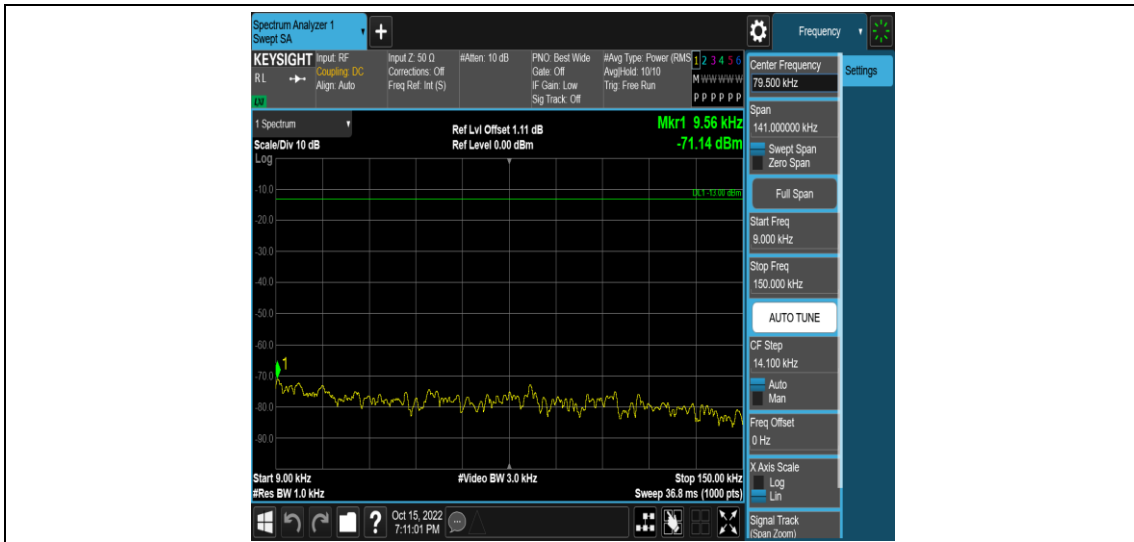 Spectrum Analyzer 1
Swept SA
+
Frequency
KEYSIGHT
RL
LXI
Input: RF
Coupling: DC
Align: Auto
Input Z: 50 Ω
Corrections: Off
Freq Ref: Int (S)
#Atten: 10 dB
PNO: Best Wide
Gate: Off
IF Gain: Low
Sig Track: Off
#Avg Type: Power (RMS
Avg|Hold: 10/10
Trig: Free Run
1 2 3 4 5 6
M W W W W W
P P P P P P
1 Spectrum
Scale/Div 10 dB
Ref Lvl Offset 1.11 dB
Ref Level 0.00 dBm
Mkr1 9.56 kHz
-71.14 dBm
Log
DL1 -13.00 dBm
-10.0
-20.0
-30.0
-40.0
-50.0
-60.0
-70.0
-80.0
-90.0
1
Start 9.00 kHz
#Res BW 1.0 kHz
#Video BW 3.0 kHz
Stop 150.00 kHz
Sweep 36.8 ms (1000 pts)
Center Frequency
79.500 kHz
Settings
Span
141.000000 kHz
Swept Span
Zero Span
Full Span
Start Freq
9.000 kHz
Stop Freq
150.000 kHz
AUTO TUNE
CF Step
14.100 kHz
Auto
Man
Freq Offset
0 Hz
X Axis Scale
Log
Lin
Signal Track
(Span Zoom)
?
Oct 15, 2022
7:11:01 PM